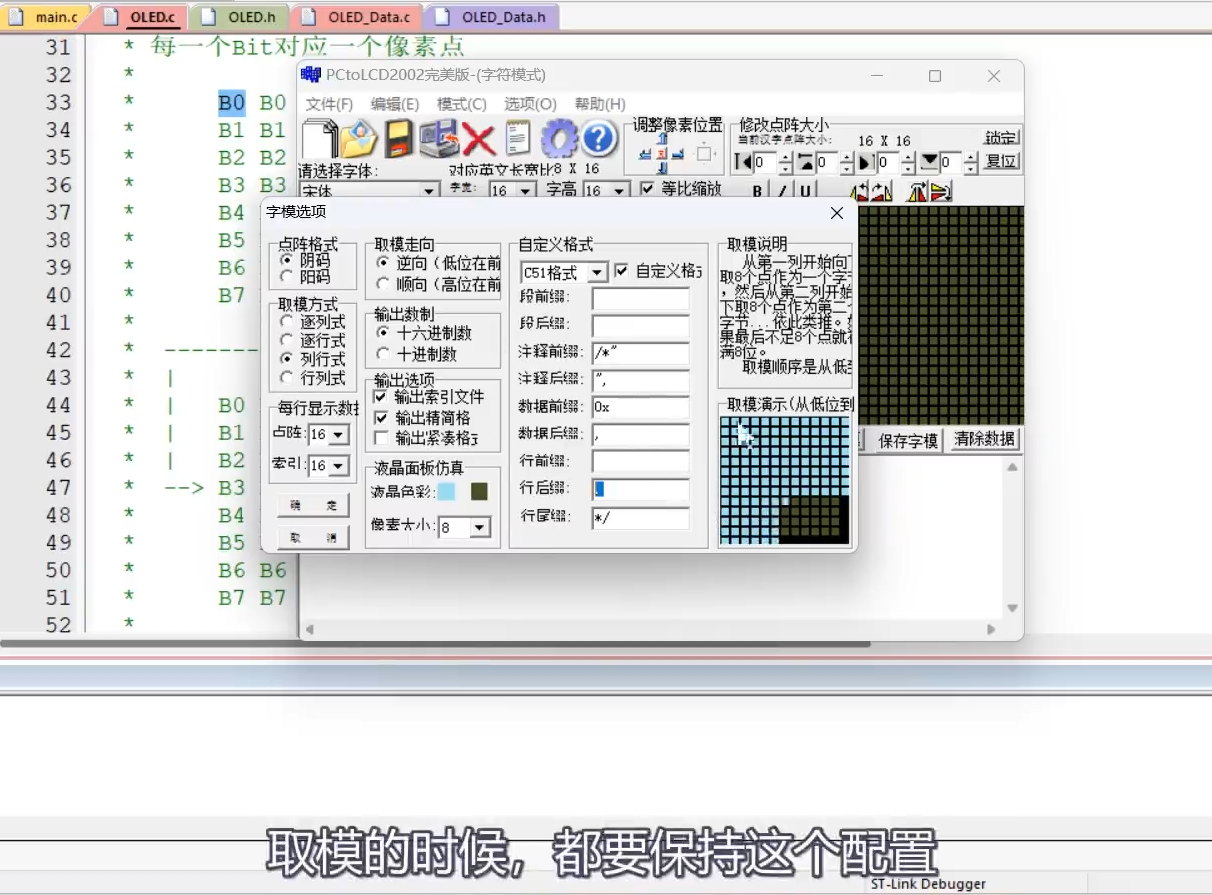 main.c OLED.c OLED.h OLED_Data.c OLED_Data.h
31 * 每一个Bit对应一个像素点
32 *
33 * B0 B0
34 * B1 B1
35 * B2 B2
36 * B3 B3
37 * B4
38 * B5
39 * B6
40 * B7
41 *
42 * -------
43 * |
44 * | B0
45 * | B1
46 * | B2
47 * --> B3
48 * B4
49 * B5
50 * B6 B6
51 * B7 B7
52 *
PCtoLCD2002完美版-(字符模式)
文件(F) 编辑(E) 模式(C) 选项(O) 帮助(H)
调整像素位置
修改点阵大小
当前汉字点阵大小: 16 X 16
锁定
0 0 0 0 复位
请选择字体: 对应英文长宽比8 X 16
宋体 字宽: 16 字高 16 等比缩放 B I U
保存字模 清除数据
字模选项
点阵格式
阴码
阳码
取模方式
逐列式
逐行式
列行式
行列式
每行显示数据
点阵: 16
索引: 16
确 定
取 消
取模走向
逆向（低位在前
顺向（高位在前
输出数制
十六进制数
十进制数
输出选项
输出索引文件
输出精简格
输出紧凑格式
液晶面板仿真
液晶色彩:
像素大小: 8
自定义格式
C51格式 自定义格式
段前缀:
段后缀:
注释前缀: /*"
注释后缀: ",
数据前缀: 0x
数据后缀: ,
行前缀:
行后缀:
行尾缀: */
取模说明
从第一列开始向下
取8个点作为一个字节
，然后从第二列开始
下取8个点作为第二个
字节...依此类推。如
果最后不足8个点就补
满8位。
取模顺序是从低到
取模演示(从低位到
取模的时候，都要保持这个配置
ST-Link Debugger